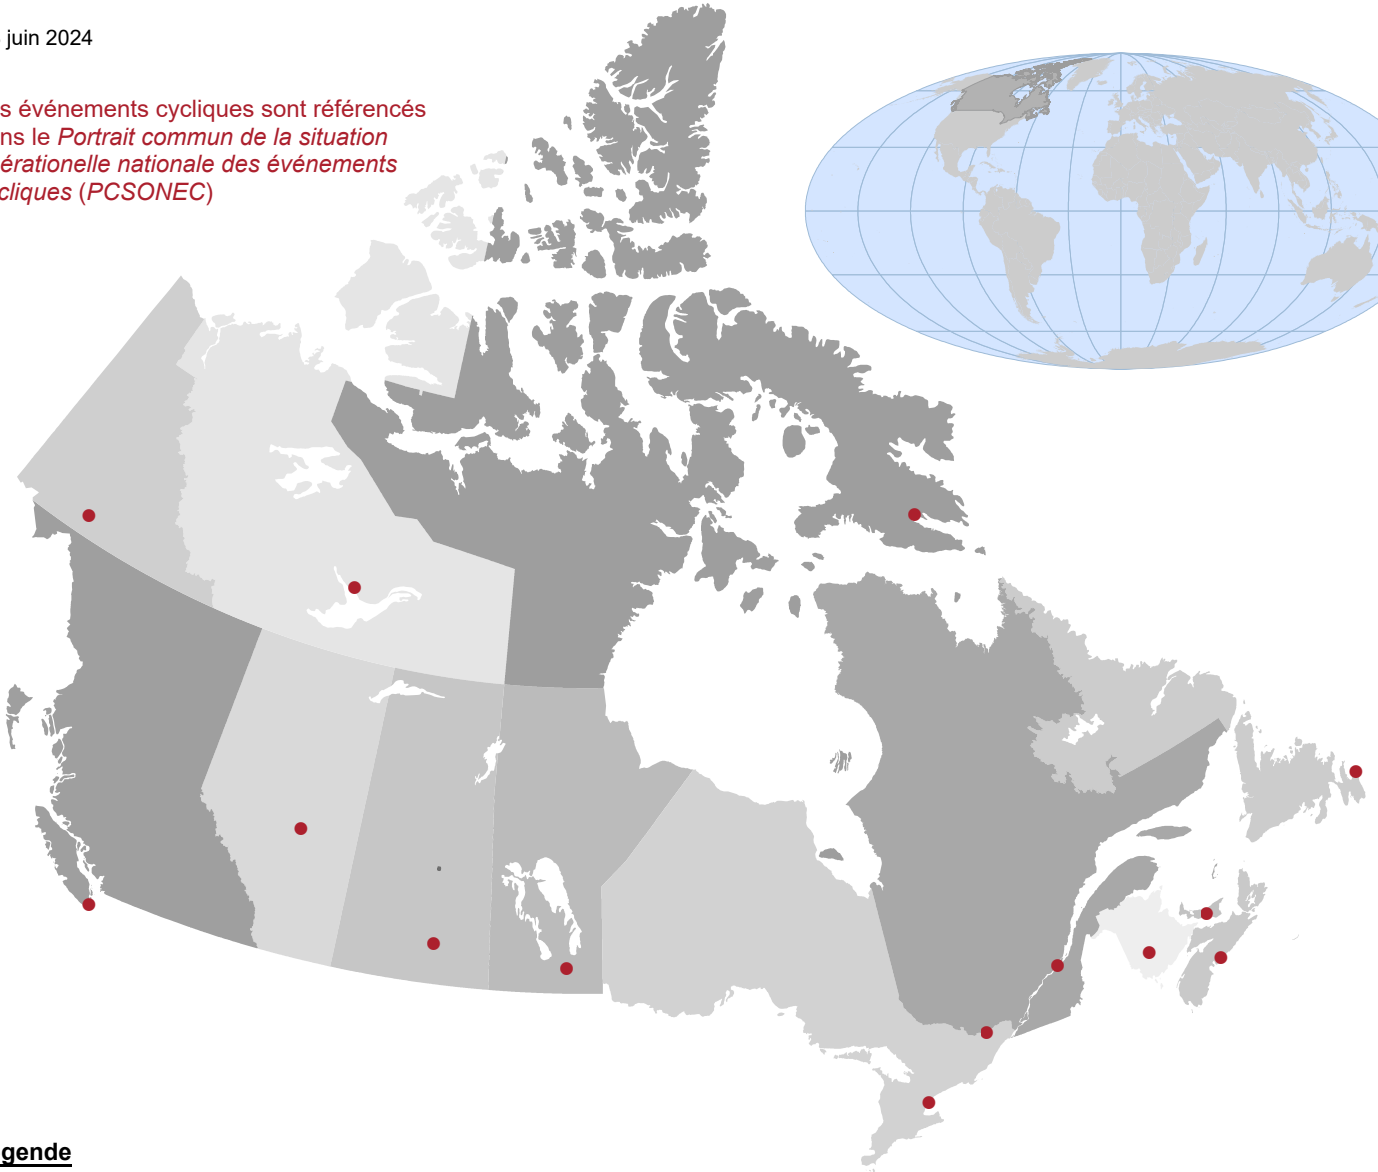 juin 2024
s événements cycliques sont référencés
ns le Portrait commun de la situation
érationelle nationale des événements
cliques (PCSONEC)
gende